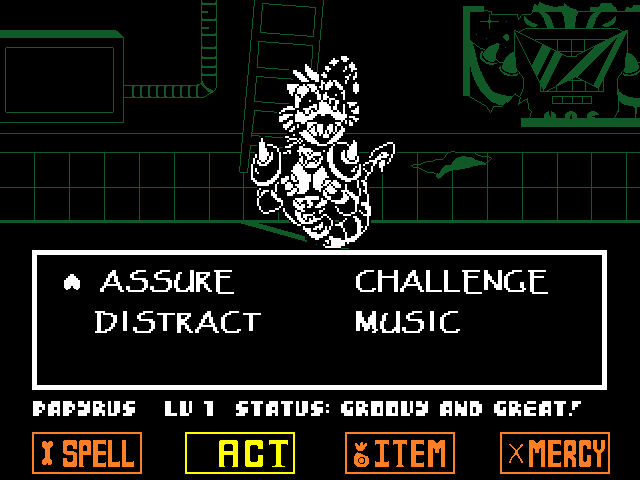 ASSURE CHALLENGE
DISTRACT MUSIC
PAPYRUS LV 1 STATUS: GROOVY AND GREAT!
SPELL ACT ITEM MERCY